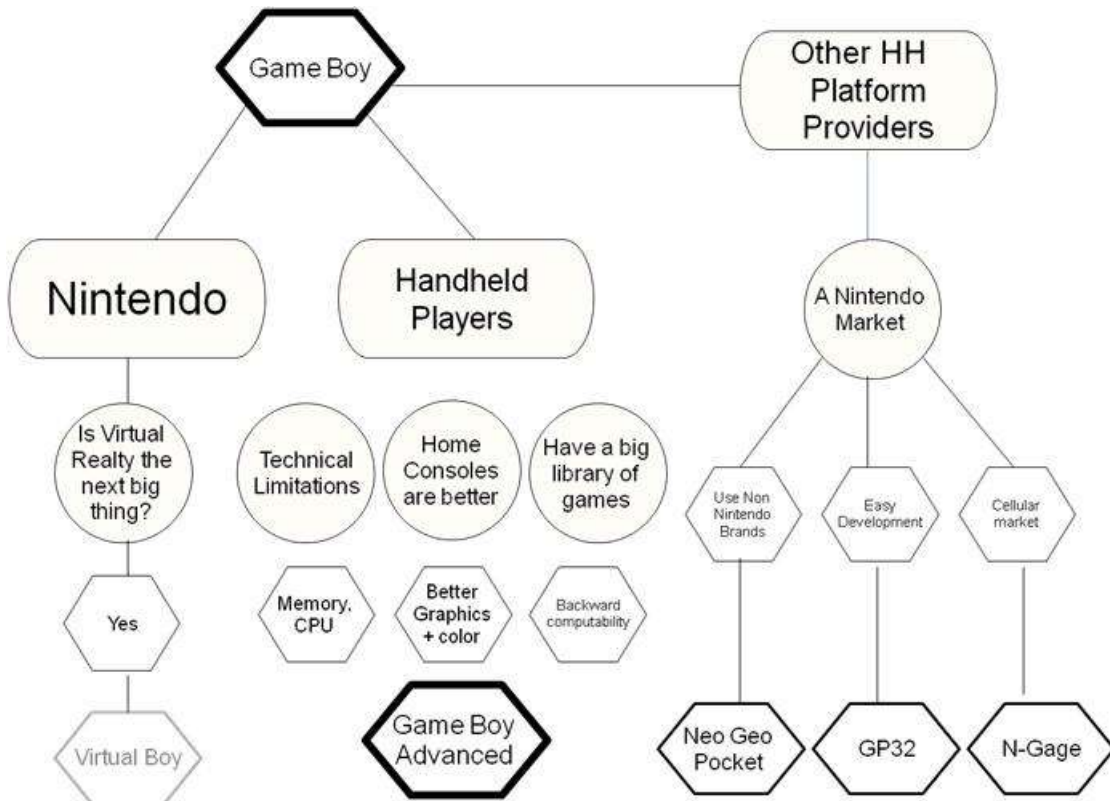 Game Boy
Other HH
Platform
Providers
Nintendo
Handheld
Players
A Nintendo
Market
Is Virtual
Realty the
next big
thing?
Technical
Limitations
Home
Consoles
are better
Have a big
library of
games
Use Non
Nintendo
Brands
Easy
Development
Cellular
market
Yes
Memory,
CPU
Better
Graphics
+ color
Backward
computability
Virtual Boy
Game Boy
Advanced
Neo Geo
Pocket
GP32
N-Gage